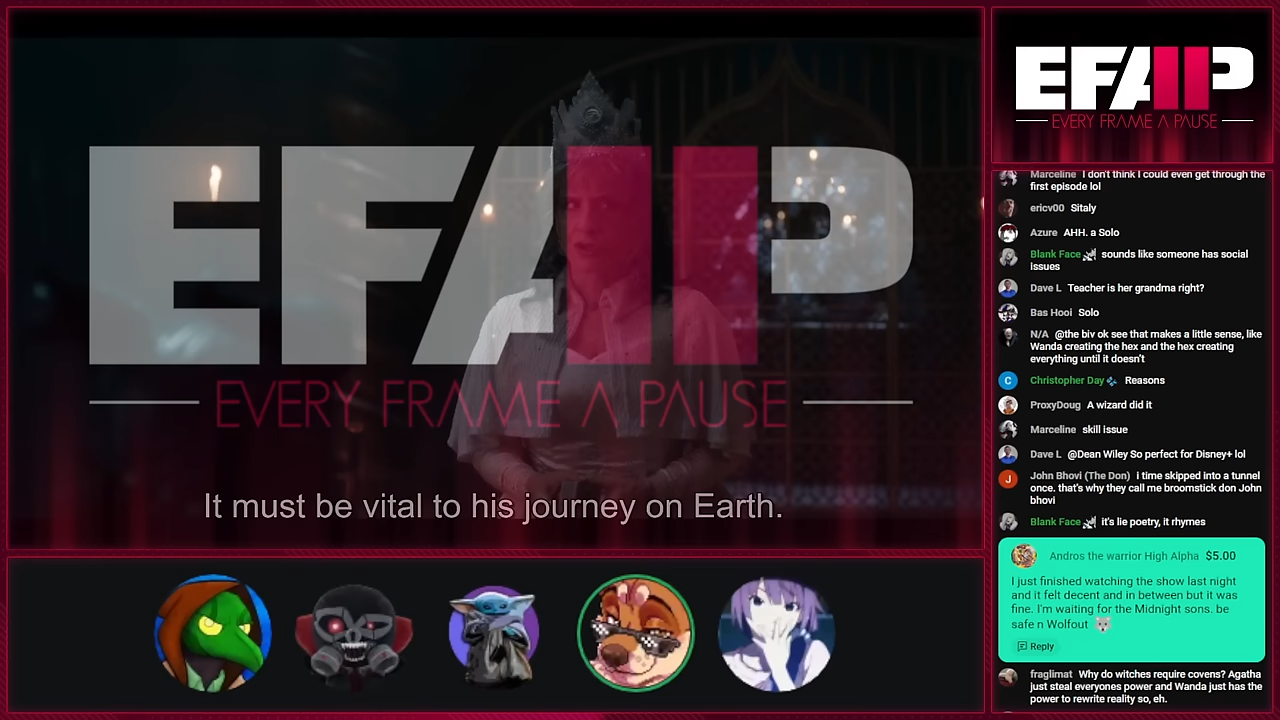 EFAP
EVERY FRAME A PAUSE
It must be vital to his journey on Earth.
EFAP
EVERY FRAME A PAUSE
Marceline I don't think I could even get through the
first episode lol
ericv00 Sitaly
Azure AHH. a Solo
Blank Face sounds like someone has social
issues
Dave L Teacher is her grandma right?
Bas Hooi Solo
N/A @the biv ok see that makes a little sense, like
Wanda creating the hex and the hex creating
everything until it doesn't
C Christopher Day Reasons
ProxyDoug A wizard did it
Marceline skill issue
Dave L @Dean Wiley So perfect for Disney+ lol
J John Bhovi (The Don) i time skipped into a tunnel
once. that's why they call me broomstick don John
bhovi
Blank Face it's lie poetry, it rhymes
Andros the warrior High Alpha $5.00
I just finished watching the show last night
and it felt decent and in between but it was
fine. I'm waiting for the Midnight sons. be
safe n Wolfout
Reply
fraglimat Why do witches require covens? Agatha
just steal everyones power and Wanda just has the
power to rewrite reality so, eh.